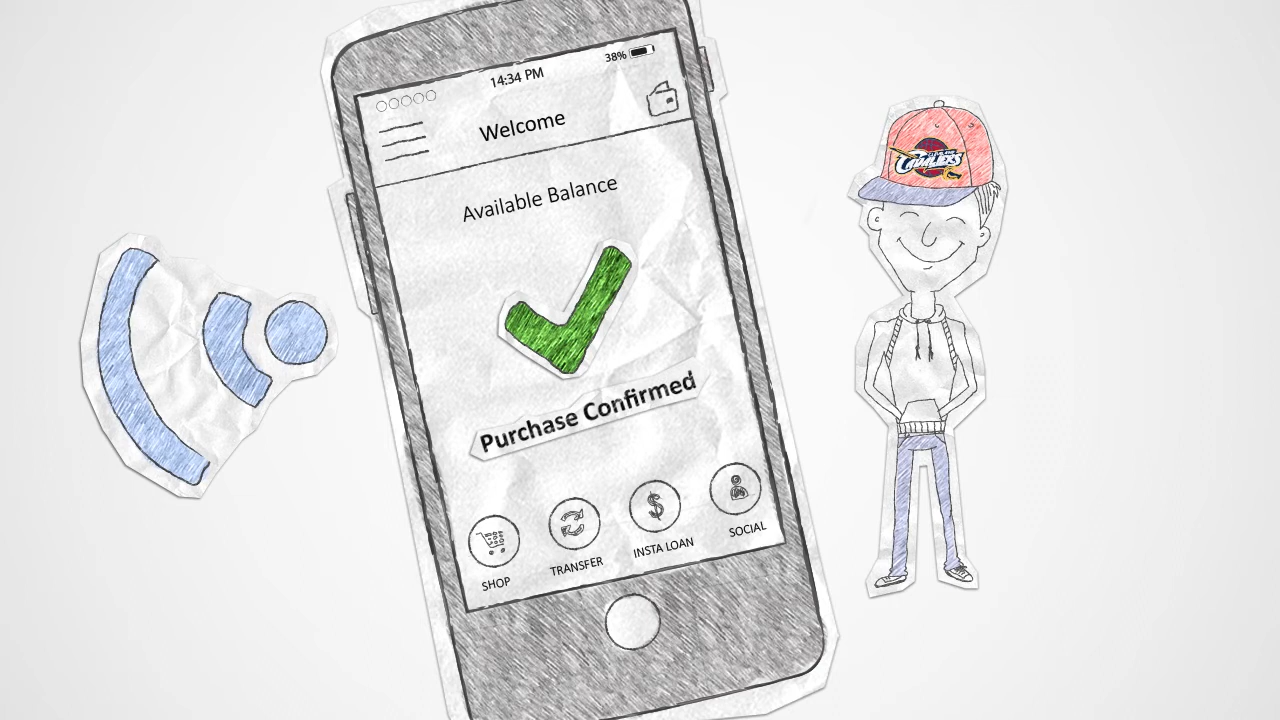 38%
14:34 PM
Welcome
Available Balance
Purchase Confirmed
SHOP
TRANSFER
INSTA LOAN
SOCIAL
CAVALIERS